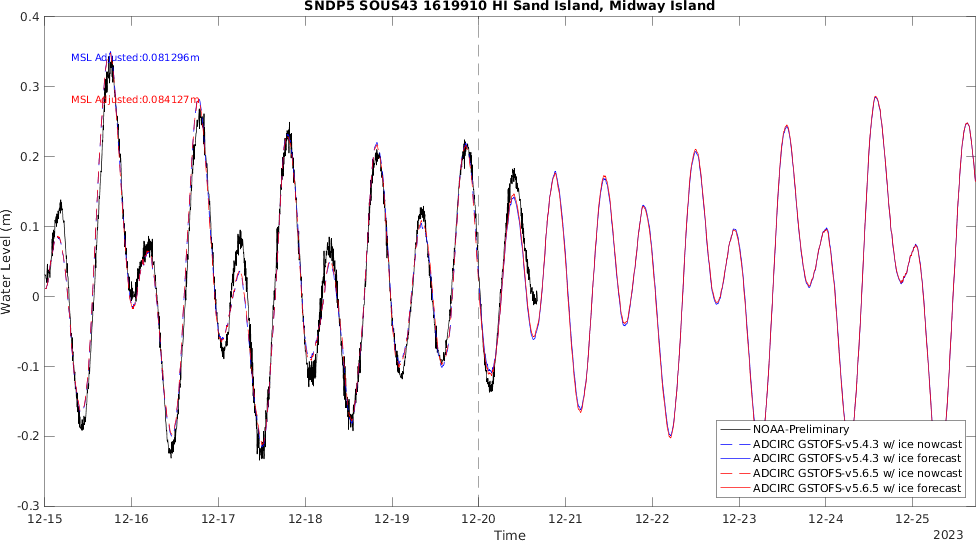 SNDP5 SOUS43 1619910 HI Sand Island, Midway Island
0.4
0.3
0.2
0.1
0
-0.1
-0.2
-0.3
Water Level (m)
MSL Adjusted:0.081296m
MSL Adjusted:0.084127m
NOAA-Preliminary
ADCIRC GSTOFS-v5.4.3 w/ ice nowcast
ADCIRC GSTOFS-v5.4.3 w/ ice forecast
ADCIRC GSTOFS-v5.6.5 w/ ice nowcast
ADCIRC GSTOFS-v5.6.5 w/ ice forecast
12-15 12-16 12-17 12-18 12-19 12-20 12-21 12-22 12-23 12-24 12-25
Time
2023